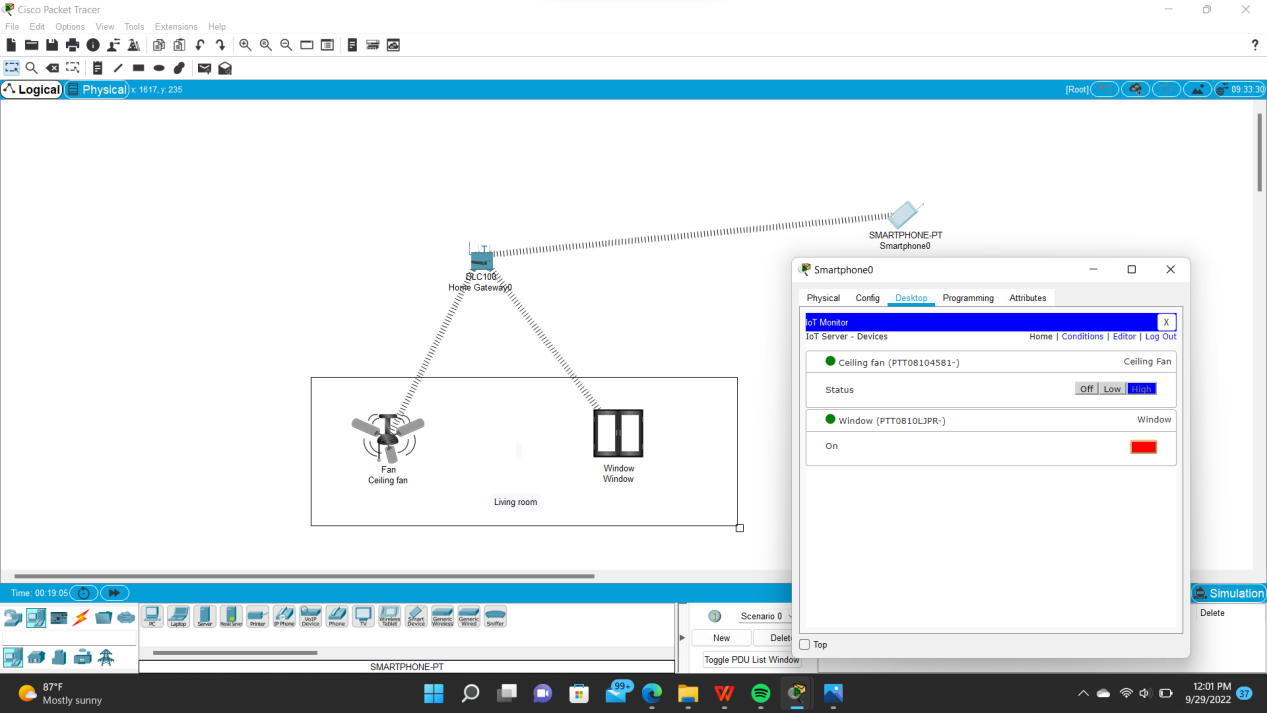 Cisco Packet Tracer
File Edit Options View Tools Extensions Help
?
Logical Physical x: 1617, y: 235 [Root] 09:33:30
SMARTPHONE-PT
Smartphone0
DLC100
Home Gateway0
Fan
Ceiling fan
Window
Window
Living room
Smartphone0
Physical Config Desktop Programming Attributes
IoT Monitor X
IoT Server - Devices Home | Conditions | Editor | Log Out
Ceiling fan (PTT08104581-) Ceiling Fan
Status Off Low High
Window (PTT0810LJPR-) Window
On
Top
Time: 00:19:05 Simulation
PC Laptop Server Printer IP Phone VoIP Device Phone TV Wireless Tablet Smart Device Generic Wireless Generic Wired Sniffer
SMARTPHONE-PT
Scenario 0
New Delete
Toggle PDU List Window
Delete
87°F
Mostly sunny
99+
12:01 PM
9/29/2022
37